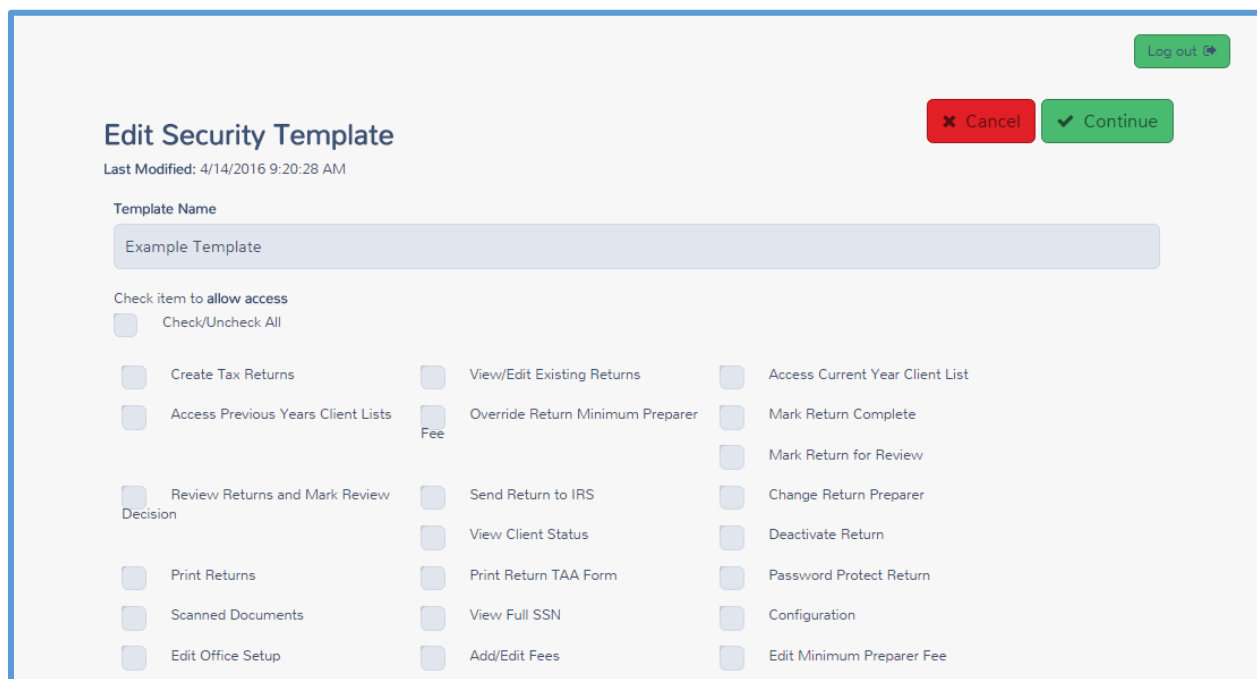 Log out
Edit Security Template
Cancel
Continue
Last Modified: 4/14/2016 9:20:28 AM
Template Name
Example Template
Check item to allow access
Check/Uncheck All
Create Tax Returns
View/Edit Existing Returns
Access Current Year Client List
Access Previous Years Client Lists
Override Return Minimum Preparer
Fee
Mark Return Complete
Mark Return for Review
Review Returns and Mark Review
Decision
Send Return to IRS
Change Return Preparer
View Client Status
Deactivate Return
Print Returns
Print Return TAA Form
Password Protect Return
Scanned Documents
View Full SSN
Configuration
Edit Office Setup
Add/Edit Fees
Edit Minimum Preparer Fee